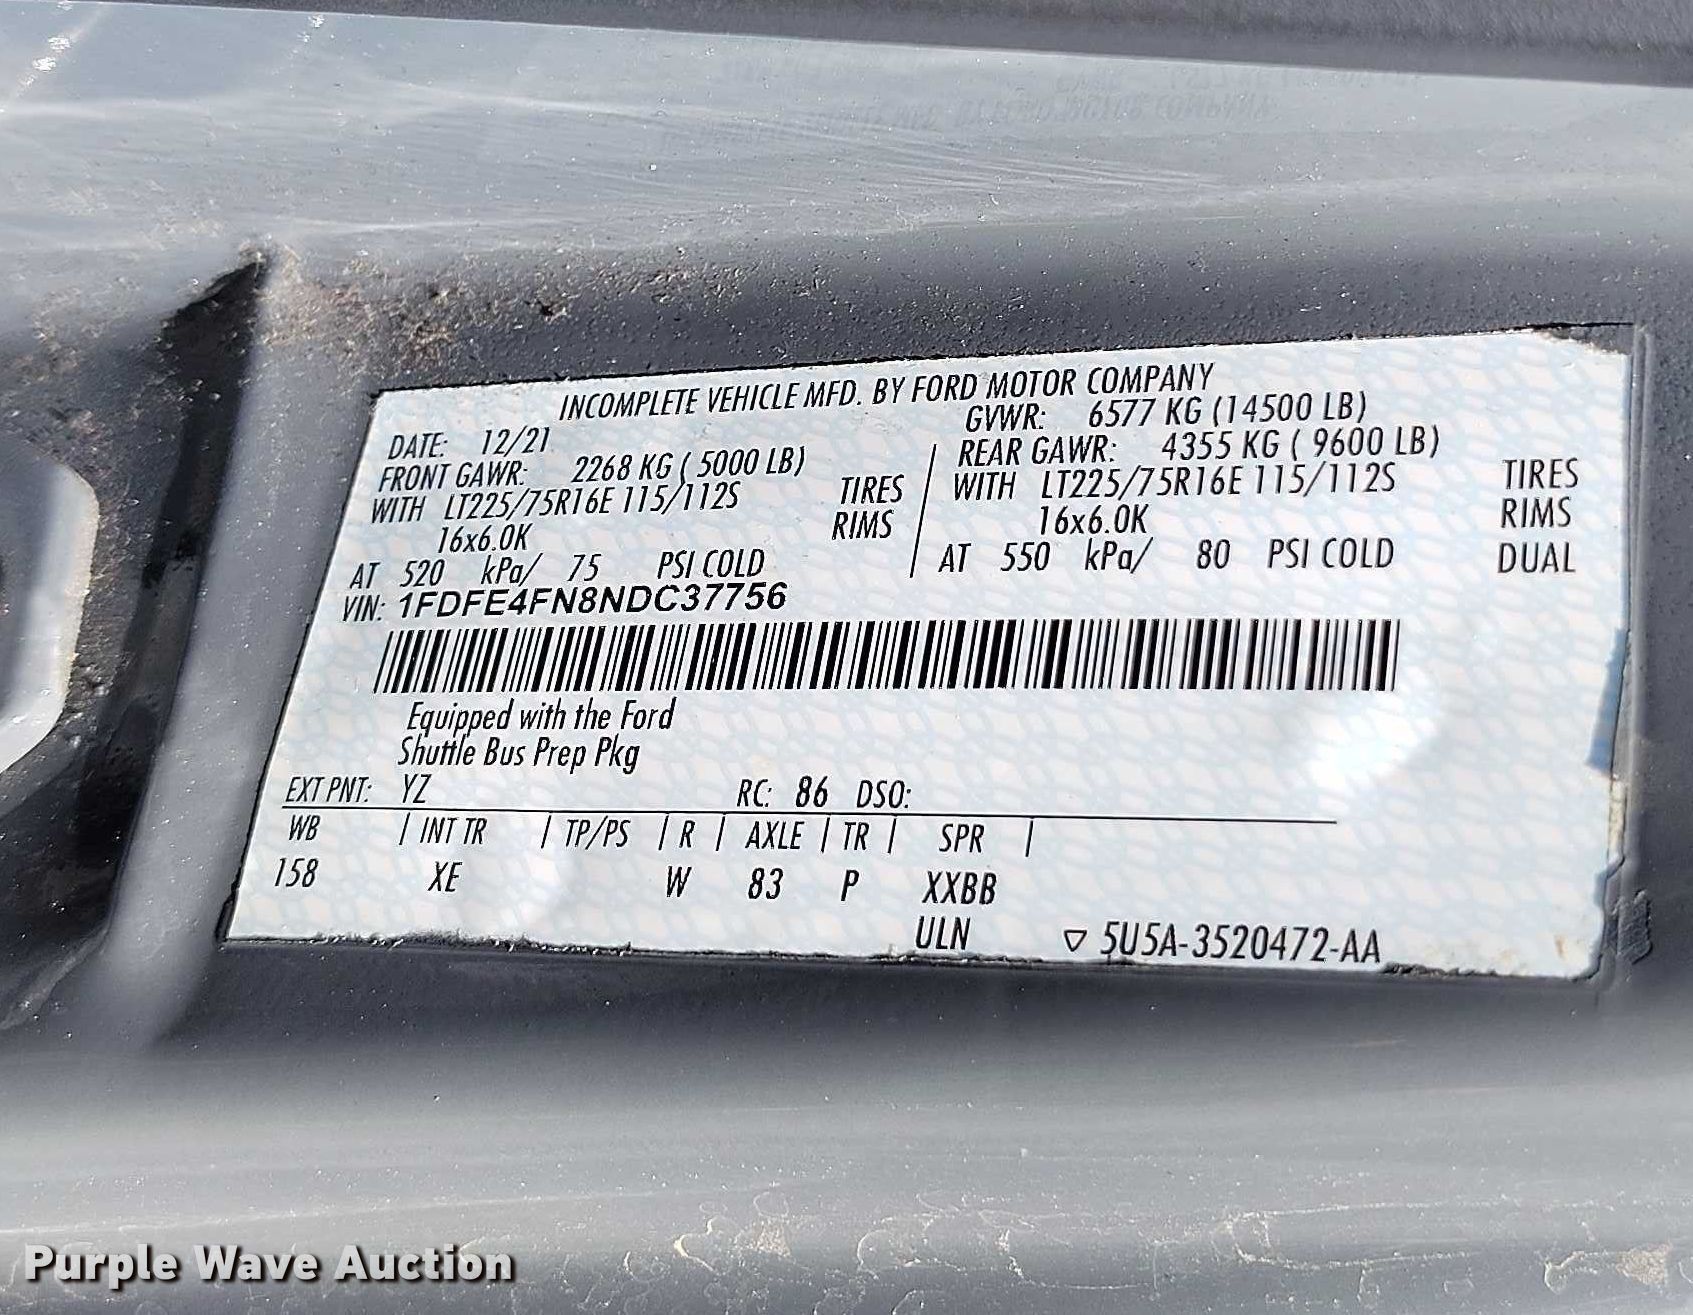 INCOMPLETE VEHICLE MFD. BY FORD MOTOR COMPANY
DATE: 12/21 GVWR: 6577 KG (14500 LB)
FRONT GAWR: 2268 KG ( 5000 LB) REAR GAWR: 4355 KG ( 9600 LB)
WITH LT225/75R16E 115/112S TIRES WITH LT225/75R16E 115/112S TIRES
16x6.0K RIMS 16x6.0K RIMS
AT 520 kPa/ 75 PSI COLD AT 550 kPa/ 80 PSI COLD DUAL
VIN: 1FDFE4FN8NDC37756
Equipped with the Ford
Shuttle Bus Prep Pkg
EXT PNT: YZ RC: 86 DSO:
WB | INT TR | TP/PS | R | AXLE | TR | SPR |
158 XE W 83 P XXBB
ULN ▽ 5U5A-3520472-AA
Purple Wave Auction